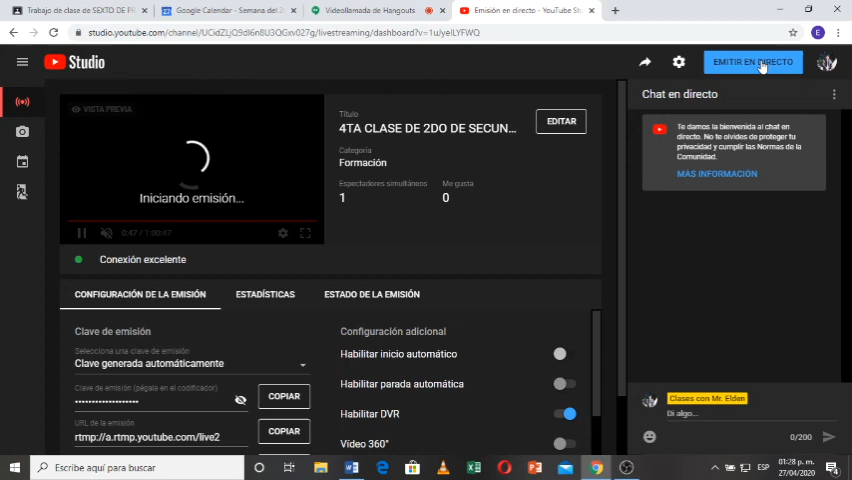 Trabajo de clase de SEXTO DE PR
Google Calendar - Semana del 2
Videollamada de Hangouts
Emisión en directo - YouTube Stu
studio.youtube.com/channel/UCidZLjQ9dI6n8U3QGxv027g/livestreaming/dashboard?v=1wJyeILYFWQ
E
Studio
EMITIR EN DIRECTO
VISTA PREVIA
Iniciando emisión...
0:47 / 1:00:47
Título
4TA CLASE DE 2DO DE SECUN...
EDITAR
Categoría
Formación
Espectadores simultáneos
Me gusta
1
0
Conexión excelente
CONFIGURACIÓN DE LA EMISIÓN
ESTADÍSTICAS
ESTADO DE LA EMISIÓN
Clave de emisión
Selecciona una clave de emisión
Clave generada automáticamente
Clave de emisión (pégala en el codificador)
••••••••••••••••••••
COPIAR
URL de la emisión
rtmp://a.rtmp.youtube.com/live2
COPIAR
Configuración adicional
Habilitar inicio automático
Habilitar parada automática
Habilitar DVR
Vídeo 360°
Chat en directo
Te damos la bienvenida al chat en
directo. No te olvides de proteger tu
privacidad y cumplir las Normas de la
Comunidad.
MÁS INFORMACIÓN
Clases con Mr. Elden
Di algo...
0/200
Escribe aquí para buscar
ESP
01:28 p. m.
27/04/2020
4